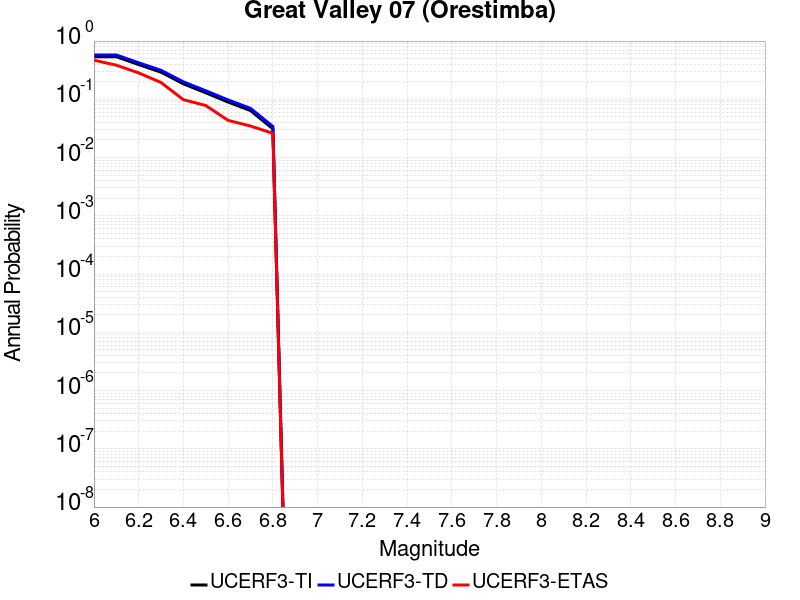 Great Valley 07 (Orestimba)
10^0
10^-1
10^-2
10^-3
10^-4
10^-5
10^-6
10^-7
10^-8
Annual Probability
6 6.2 6.4 6.6 6.8 7 7.2 7.4 7.6 7.8 8 8.2 8.4 8.6 8.8 9
Magnitude
UCERF3-TI UCERF3-TD UCERF3-ETAS